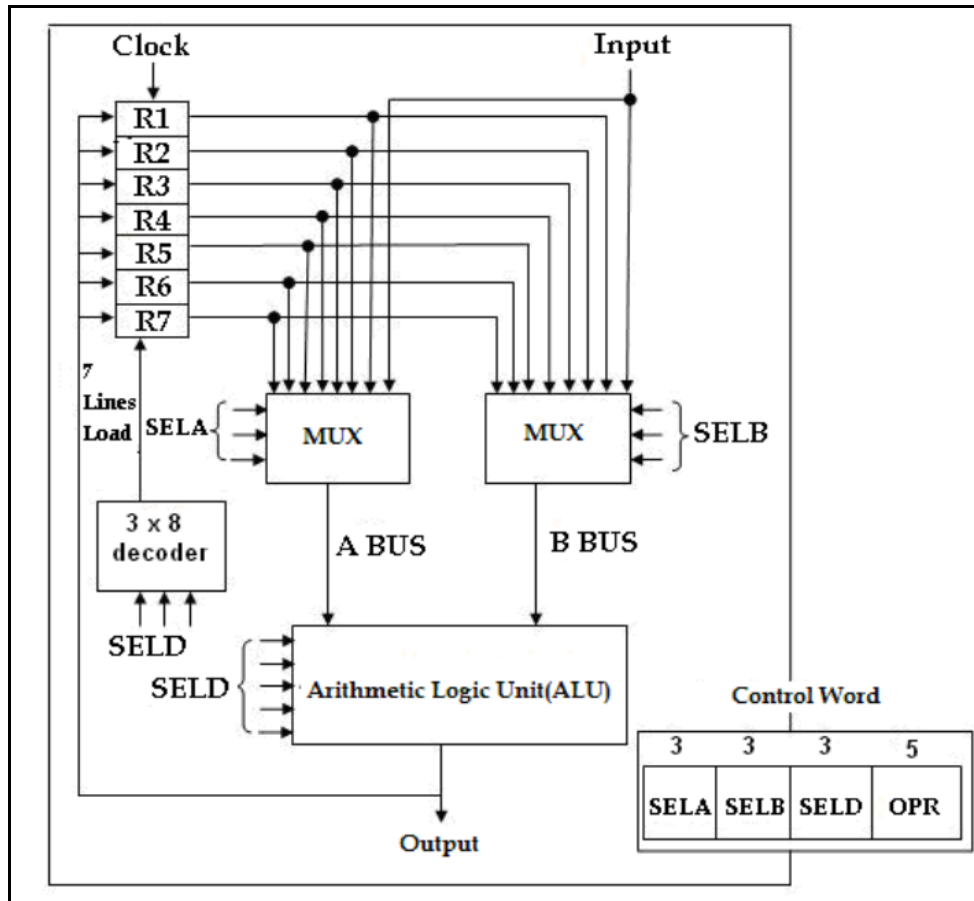 Clock
Input
R1
R2
R3
R4
R5
R6
R7
7
Lines
Load
SELA
MUX
MUX
SELB
3 x 8
decoder
A BUS
B BUS
SELD
SELD
Arithmetic Logic Unit(ALU)
Control Word
3 3 3 5
SELA SELB SELD OPR
Output